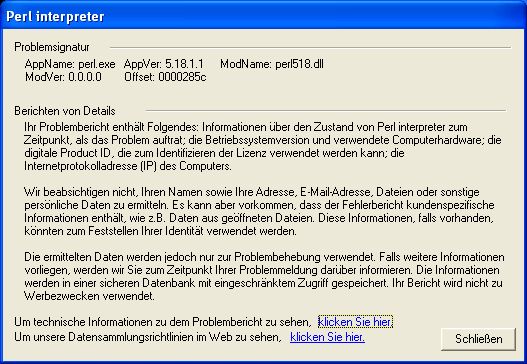 Perl interpreter
Problemsignatur
AppName: perl.exe AppVer: 5.18.1.1 ModName: perl518.dll
ModVer: 0.0.0.0 Offset: 0000285c
Berichten von Details
Ihr Problembericht enthält Folgendes: Informationen über den Zustand von Perl interpreter zum
Zeitpunkt, als das Problem auftrat; die Betriebssystemversion und verwendete Computerhardware; die
digitale Product ID, die zum Identifizieren der Lizenz verwendet werden kann; die
Internetprotokolladresse (IP) des Computers.
Wir beabsichtigen nicht, Ihren Namen sowie Ihre Adresse, E-Mail-Adresse, Dateien oder sonstige
persönliche Daten zu ermitteln. Es kann aber vorkommen, dass der Fehlerbericht kundenspezifische
Informationen enthält, wie z.B. Daten aus geöffneten Dateien. Diese Informationen, falls vorhanden,
könnten zum Feststellen Ihrer Identität verwendet werden.
Die ermittelten Daten werden jedoch nur zur Problembehebung verwendet. Falls weitere Informationen
vorliegen, werden wir Sie zum Zeitpunkt Ihrer Problemmeldung darüber informieren. Die Informationen
werden in einer sicheren Datenbank mit eingeschränktem Zugriff gespeichert. Ihr Bericht wird nicht zu
Werbezwecken verwendet.
Um technische Informationen zu dem Problembericht zu sehen, klicken Sie hier.
Um unsere Datensammlungsrichtlinien im Web zu sehen, klicken Sie hier.
Schließen